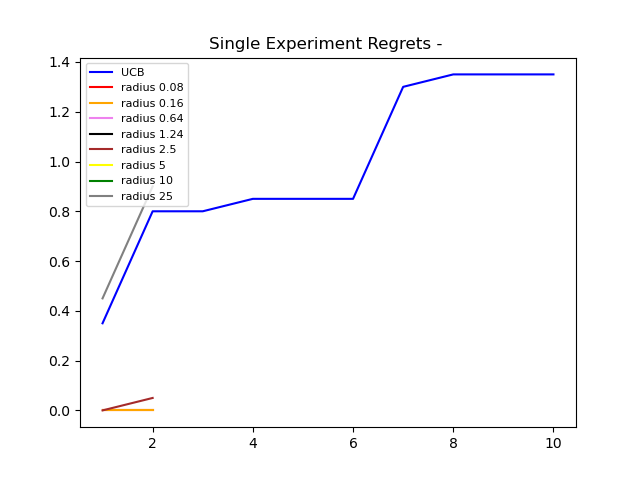 Single Experiment Regrets -
1.4
1.2
1.0
0.8
0.6
0.4
0.2
0.0
UCB
radius 0.08
radius 0.16
radius 0.64
radius 1.24
radius 2.5
radius 5
radius 10
radius 25
2 4 6 8 10